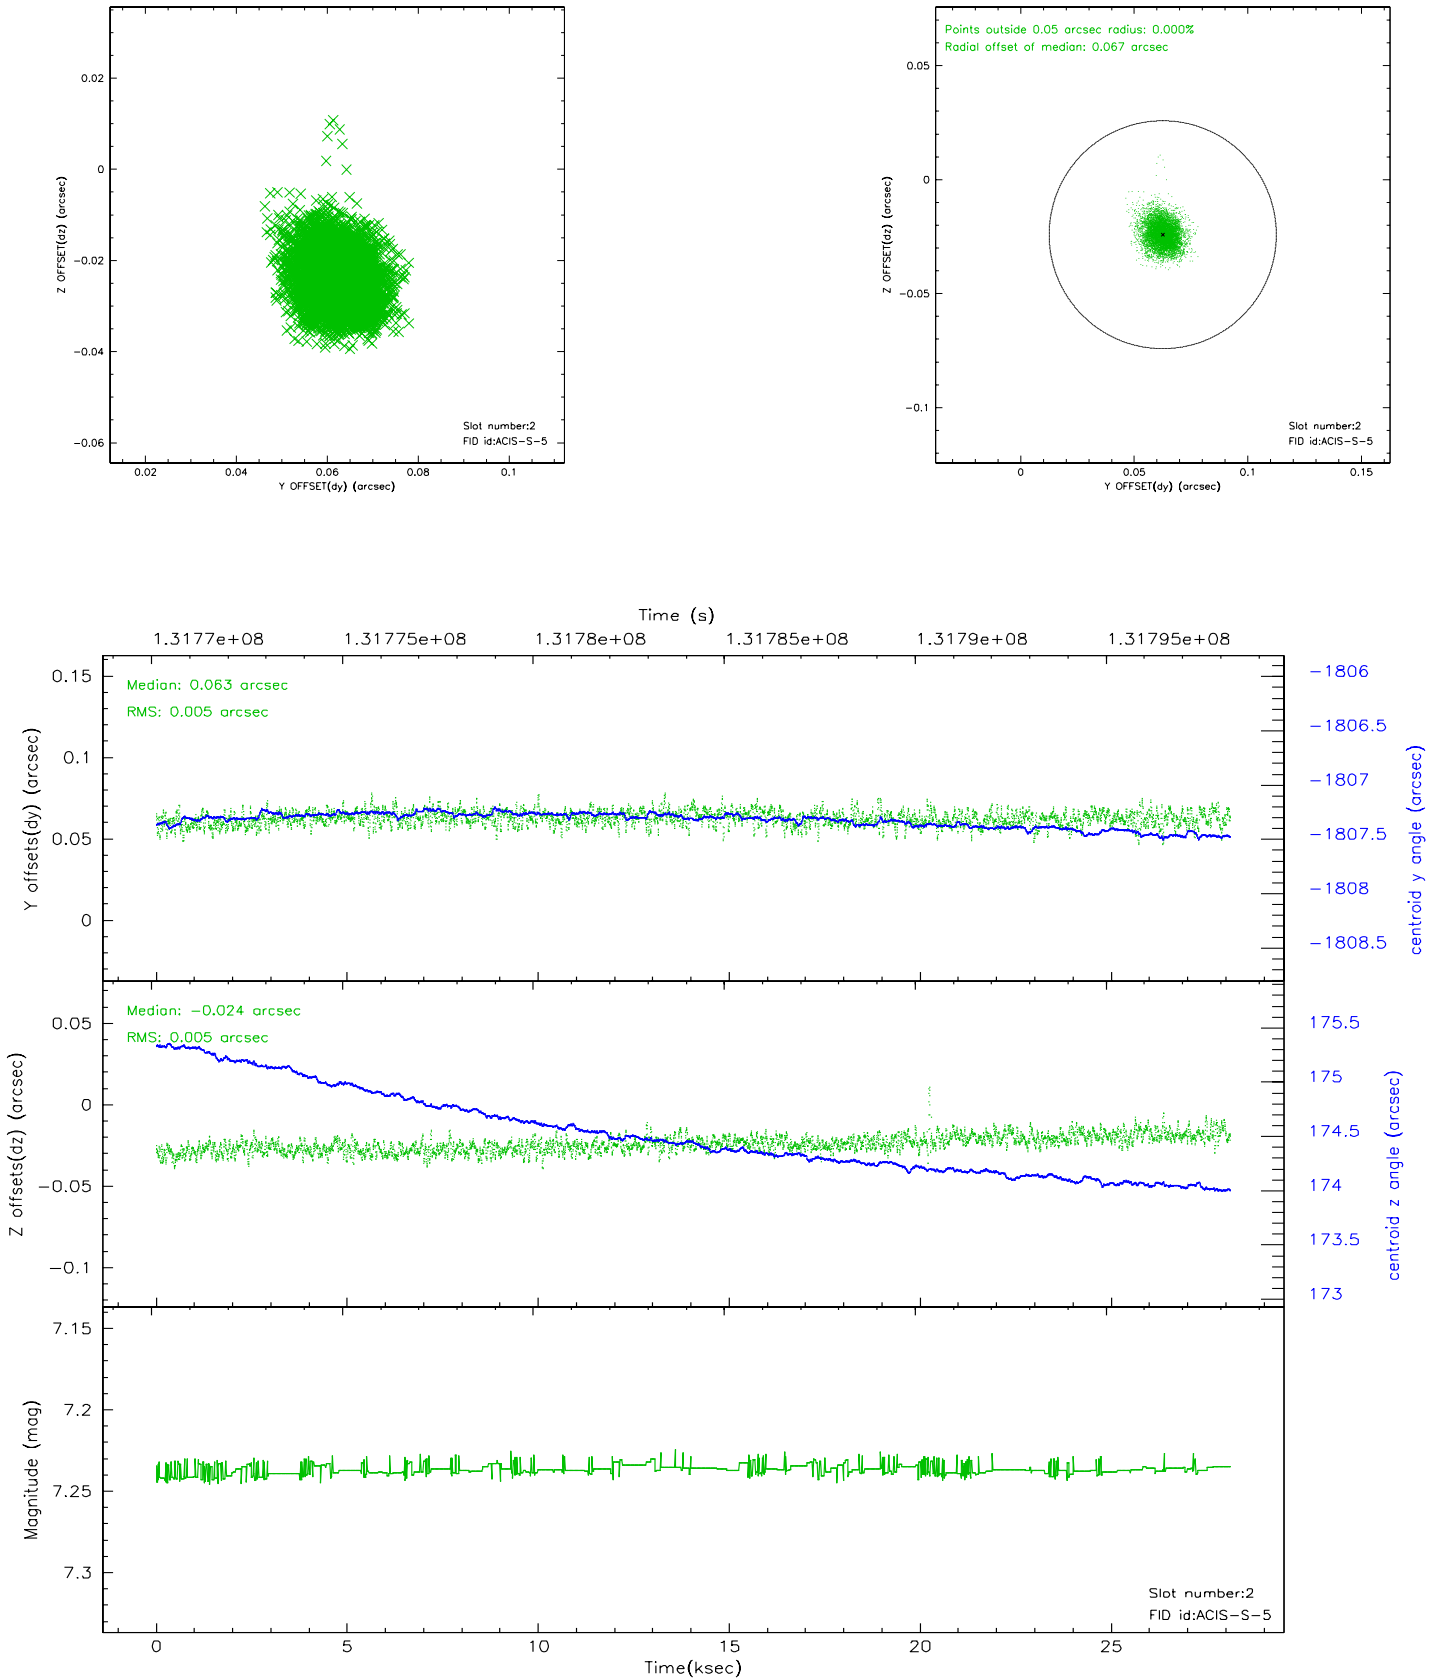 0.02
0
−0.02
−0.04
−0.06
Z OFFSET(dz) (arcsec)
Slot number:2
FID id:ACIS−S−5
0.02 0.04 0.06 0.08 0.1
Y OFFSET(dy) (arcsec)
Points outside 0.05 arcsec radius: 0.000%
Radial offset of median: 0.067 arcsec
0.05
0
−0.05
−0.1
Z OFFSET(dz) (arcsec)
Slot number:2
FID id:ACIS−S−5
0 0.05 0.1 0.15
Y OFFSET(dy) (arcsec)
Time (s)
1.3177e+08 1.31775e+08 1.3178e+08 1.31785e+08 1.3179e+08 1.31795e+08
Median: 0.063 arcsec
RMS: 0.005 arcsec
0.15
0.1
0.05
0
Y offsets(dy) (arcsec)
−1806
−1806.5
−1807
−1807.5
−1808
−1808.5
centroid y angle (arcsec)
Median: −0.024 arcsec
RMS: 0.005 arcsec
0.05
0
−0.05
−0.1
Z offsets(dz) (arcsec)
175.5
175
174.5
174
173.5
173
centroid z angle (arcsec)
7.15
7.2
7.25
7.3
Magnitude (mag)
Slot number:2
FID id:ACIS−S−5
0 5 10 15 20 25
Time(ksec)